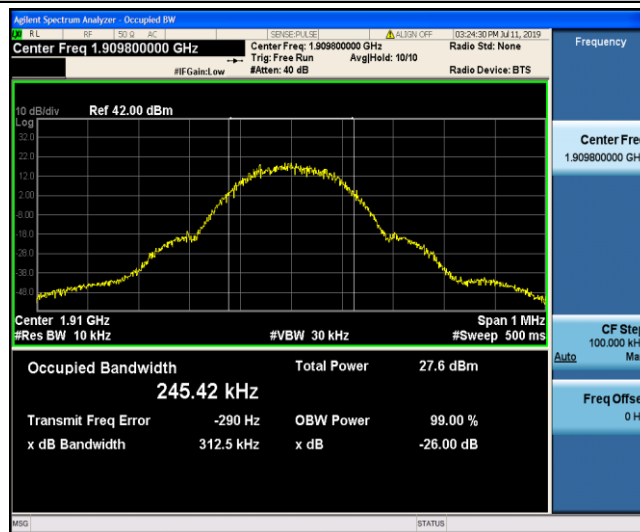 Agilent Spectrum Analyzer - Occupied BW
RL RF 50 Ω AC SENSE:PULSE ALIGN OFF 03:24:30 PM Jul 11, 2019
Center Freq 1.909800000 GHz
Center Freq: 1.909800000 GHz Radio Std: None
Trig: Free Run Avg|Hold: 10/10
#IFGain:Low #Atten: 40 dB Radio Device: BTS
Frequency
10 dB/div Ref 42.00 dBm
Log
32.0
22.0
12.0
2.00
-8.00
-18.0
-28.0
-38.0
-48.0
Center 1.91 GHz Span 1 MHz
#Res BW 10 kHz #VBW 30 kHz #Sweep 500 ms
Occupied Bandwidth Total Power 27.6 dBm
245.42 kHz
Transmit Freq Error -290 Hz OBW Power 99.00 %
x dB Bandwidth 312.5 kHz x dB -26.00 dB
Center Fre
1.909800000 GH
CF Ste
100.000 kH
Auto Ma
Freq Offse
0 H
MSG STATUS